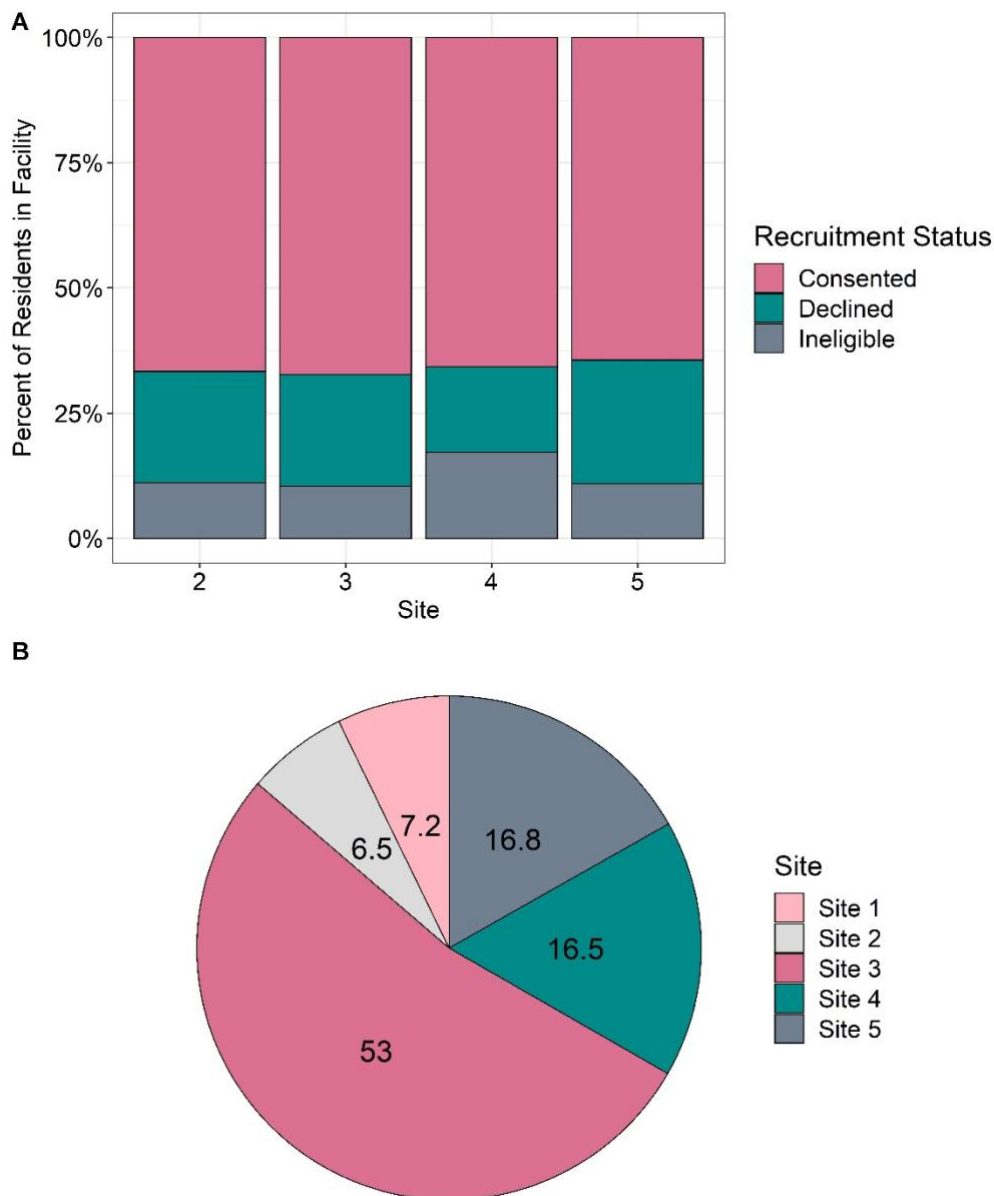 A
Percent of Residents in Facility
100%
75%
50%
25%
0%
2 3 4 5
Site
Recruitment Status
Consented
Declined
Ineligible
B
7.2
6.5
16.8
16.5
53
Site
Site 1
Site 2
Site 3
Site 4
Site 5